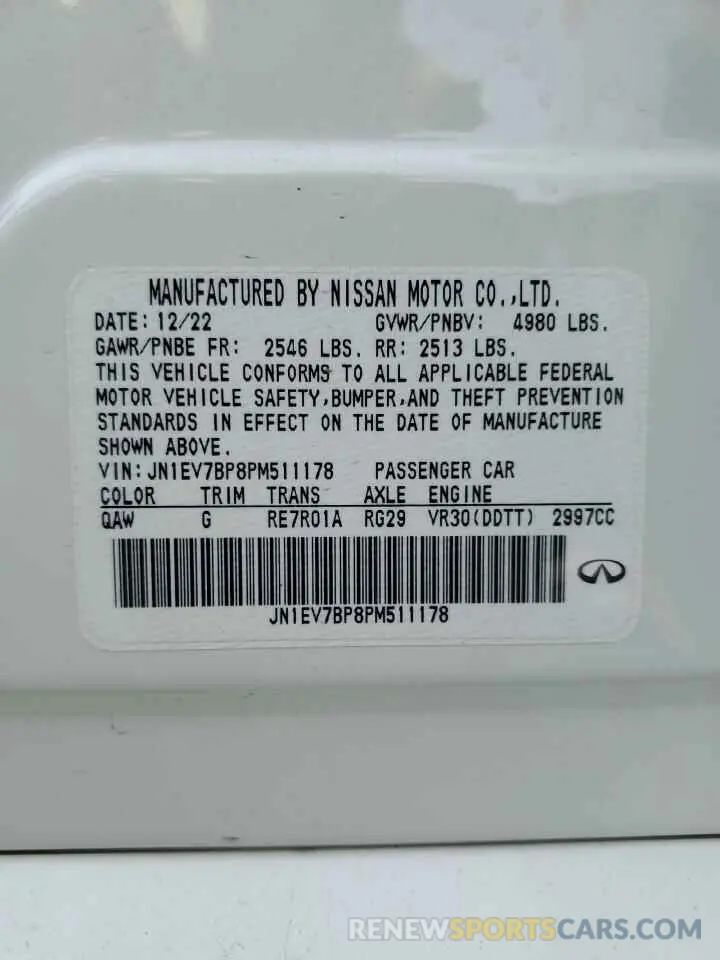 MANUFACTURED BY NISSAN MOTOR CO.,LTD.
DATE: 12/22 GVWR/PNBV: 4980 LBS.
GAWR/PNBE FR: 2546 LBS. RR: 2513 LBS.
THIS VEHICLE CONFORMS TO ALL APPLICABLE FEDERAL
MOTOR VEHICLE SAFETY,BUMPER,AND THEFT PREVENTION
STANDARDS IN EFFECT ON THE DATE OF MANUFACTURE
SHOWN ABOVE.
VIN: JN1EV7BP8PM511178 PASSENGER CAR
COLOR TRIM TRANS AXLE ENGINE
QAW G RE7R01A RG29 VR30(DDTT) 2997CC
JN1EV7BP8PM511178
RENEWSPORTSCARS.COM